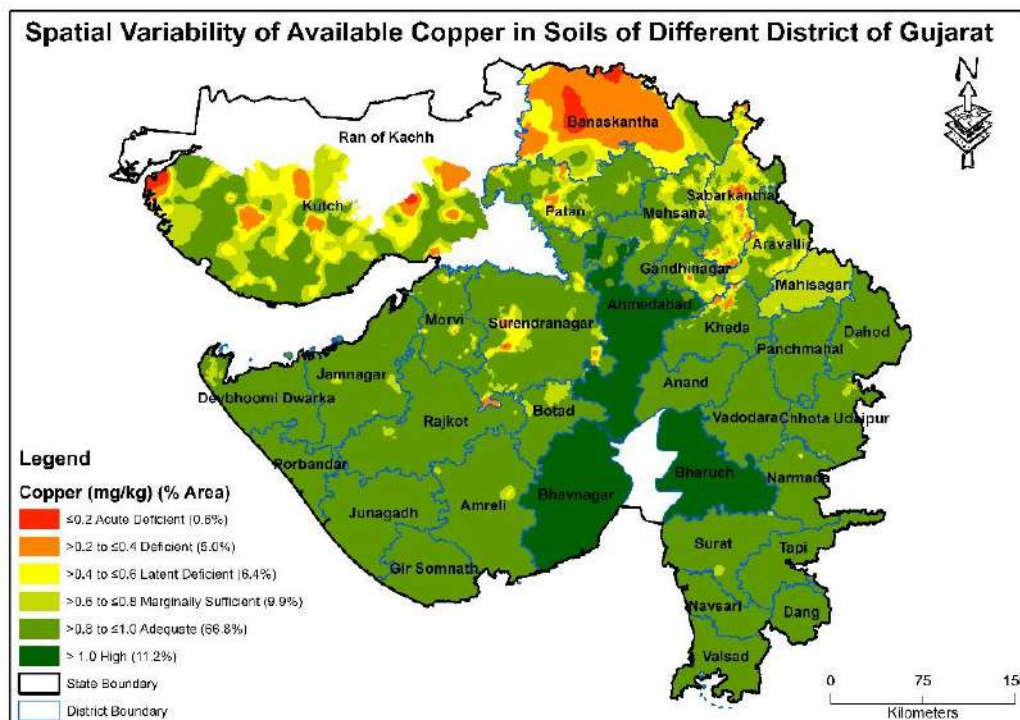 Spatial Variability of Available Copper in Soils of Different District of Gujarat
N
Banaskantha
Ran of Kachh
Kutch
Patan
Mehsana
Sabarkantha
Aravalli
Gandhinagar
Mahisagar
Ahmedabad
Morvi
Surendranagar
Kheda
Dahod
Panchmahal
Jamnagar
Devbhoomi Dwarka
Rajkot
Botad
Anand
Vadodara
Chhota Udaipur
Porbandar
Bharuch
Narmada
Bhavnagar
Amreli
Junagadh
Gir Somnath
Surat
Tapi
Navsari
Dang
Valsad
Legend
Copper (mg/kg) (% Area)
≤0.2 Acute Deficient (0.6%)
>0.2 to ≤0.4 Deficient (5.0%)
>0.4 to ≤0.6 Latent Deficient (6.4%)
>0.6 to ≤0.8 Marginally Sufficient (9.9%)
>0.8 to ≤1.0 Adequate (66.8%)
> 1.0 High (11.2%)
State Boundary
District Boundary
0 75 150
Kilometers